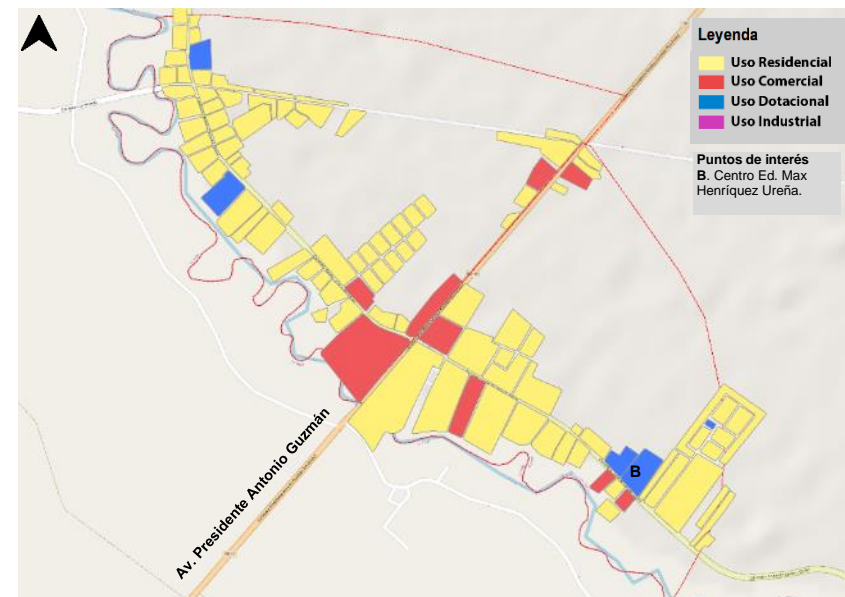 Leyenda
Uso Residencial
Uso Comercial
Uso Dotacional
Uso Industrial
Puntos de interés
B. Centro Ed. Max
Henríquez Ureña.
B
Av. Presidente Antonio Guzmán